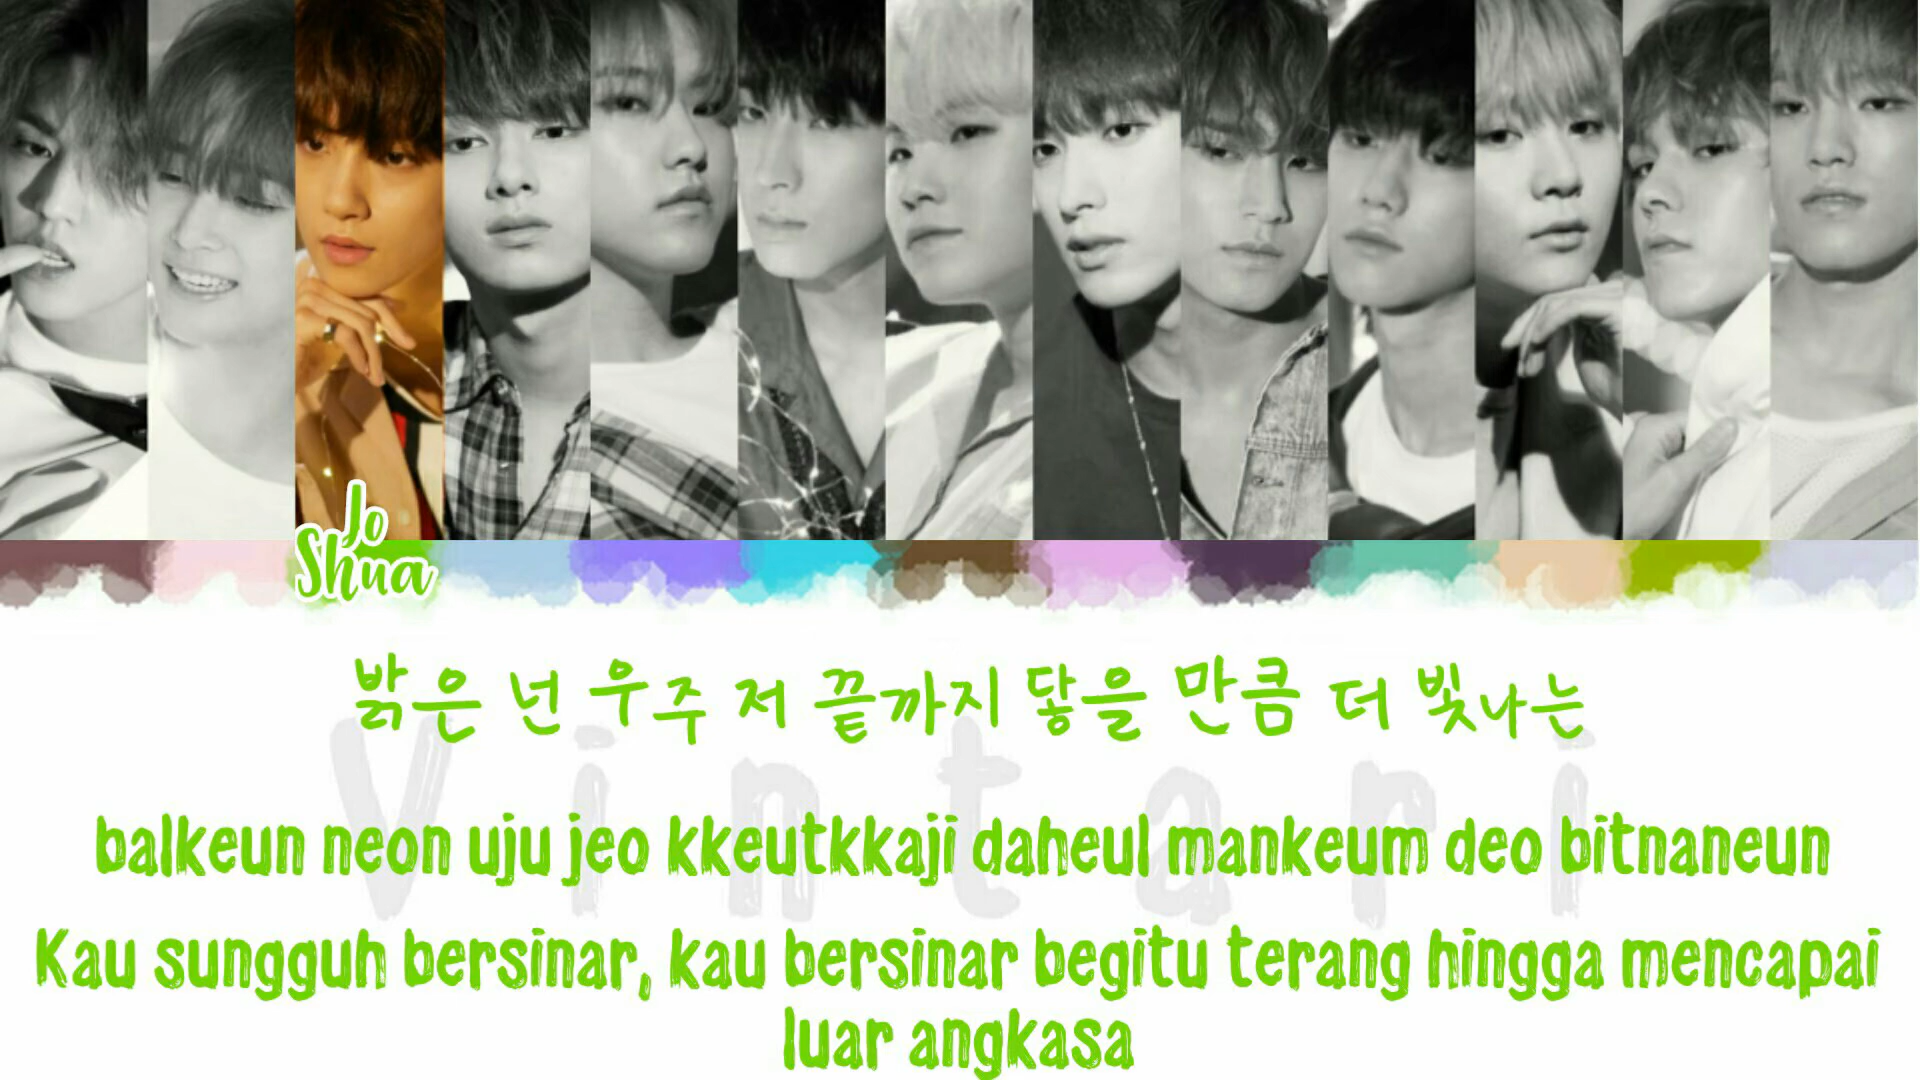 Jo
Shua
밝은 넌 우주 저 끝까지 닿을 만큼 더 빛나는
Vintari
balkeun neon uju jeo kkeutkkaji daheul mankeum deo bitnaneun
Kau sungguh bersinar, kau bersinar begitu terang hingga mencapai
luar angkasa